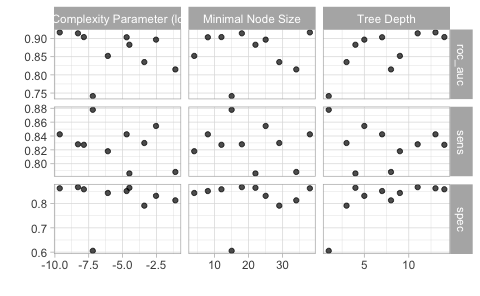 Complexity Parameter (lo
Minimal Node Size
Tree Depth
0.90
0.85
0.80
0.75
roc_auc
0.88
0.86
0.84
0.82
0.80
sens
0.8
0.7
0.6
spec
-10.0 -7.5 -5.0 -2.5
10 20 30
5 10